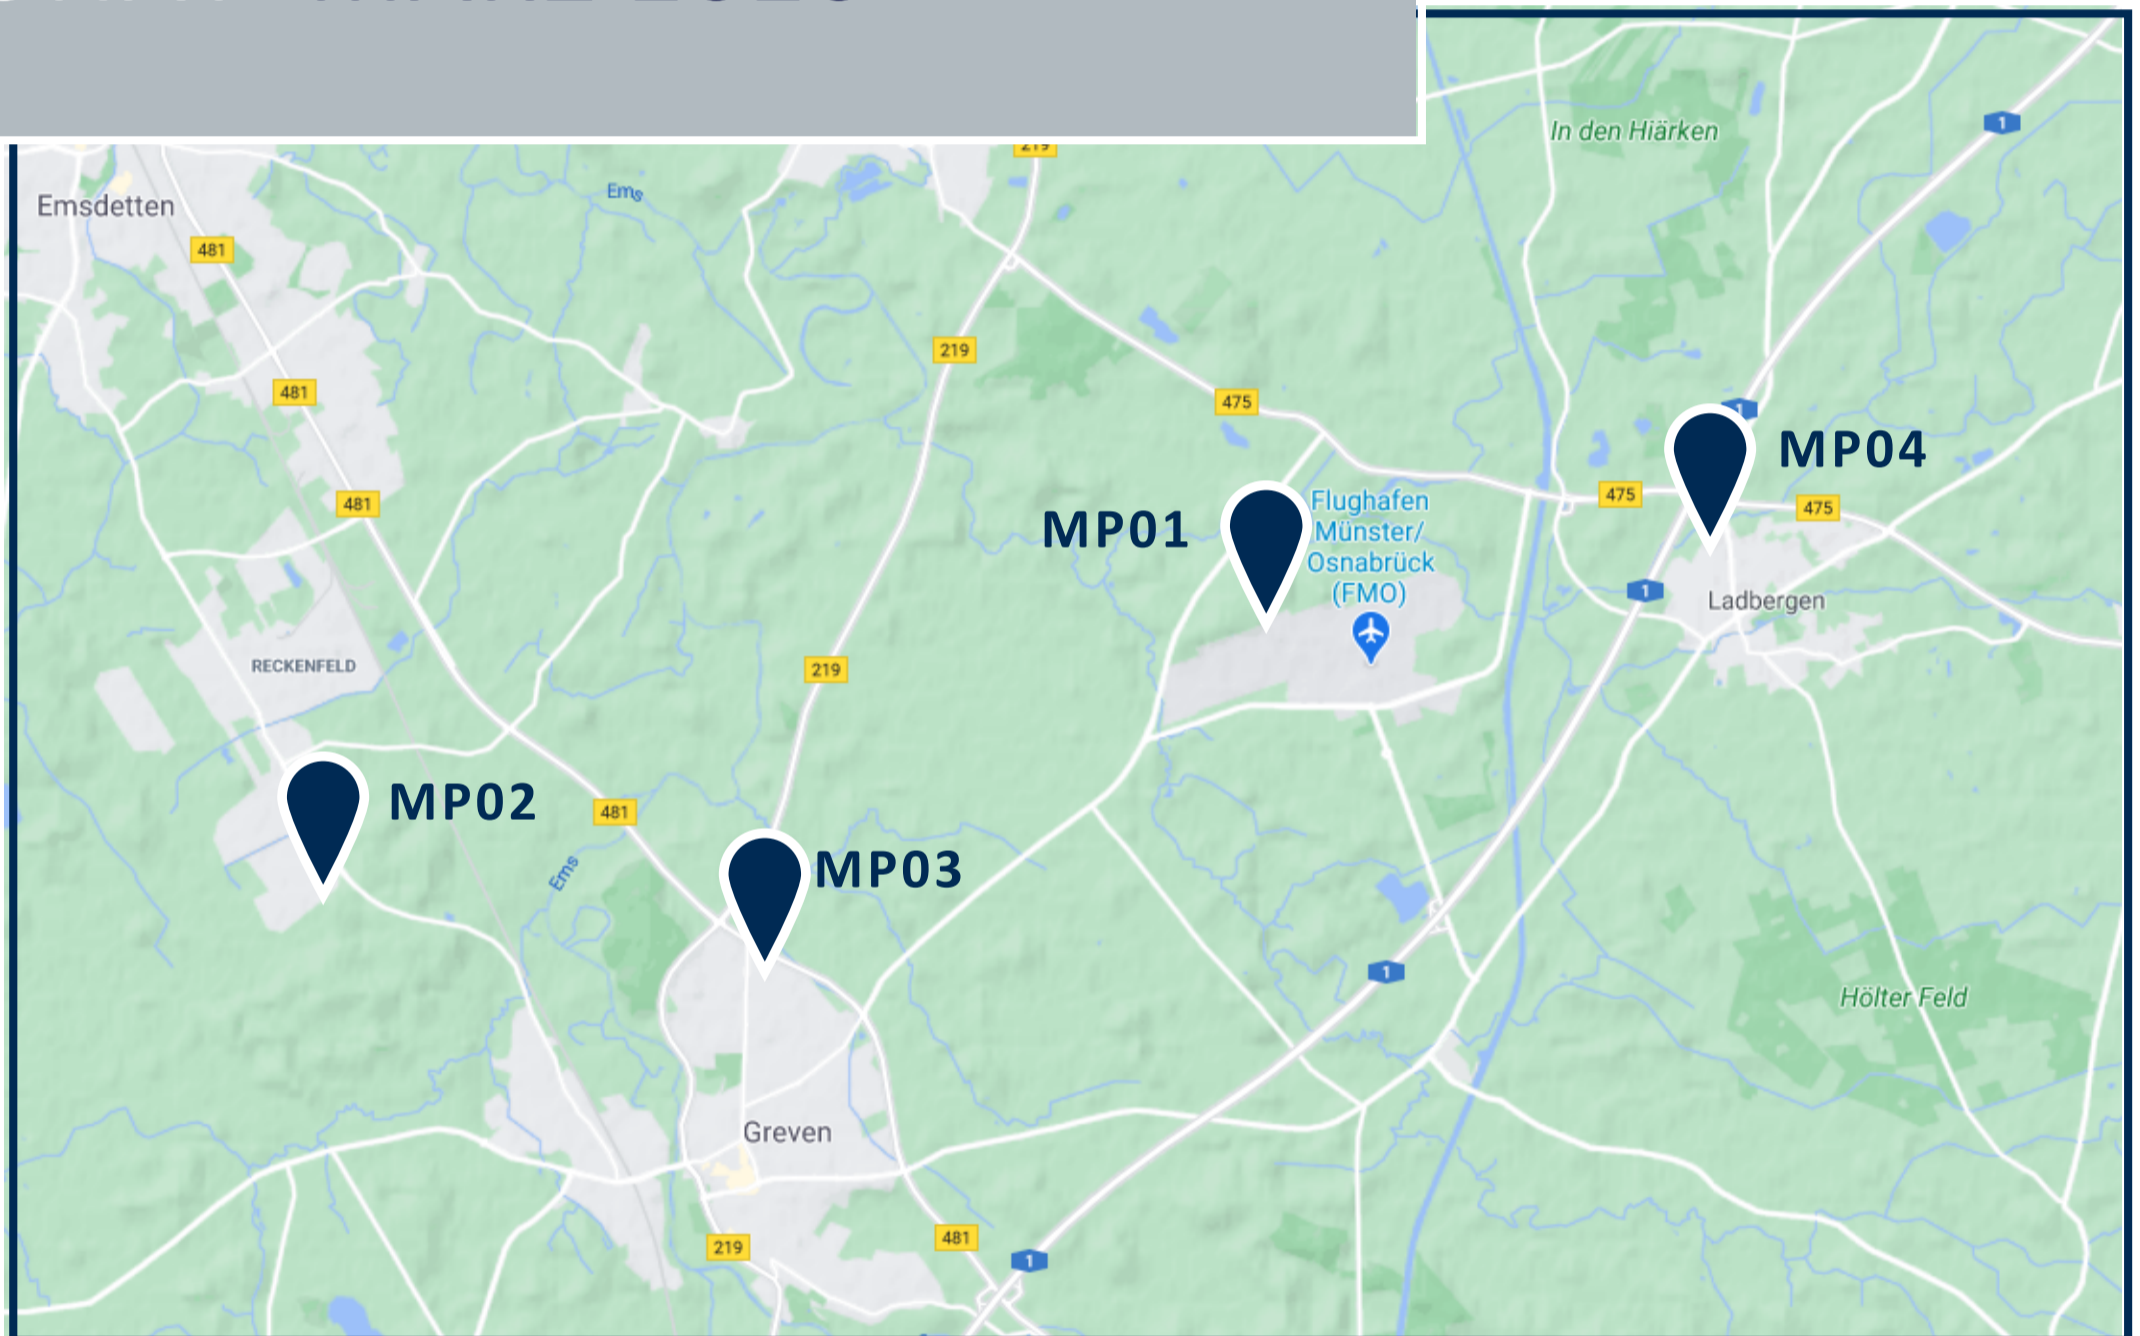 In den Hiärken
1
219
Ems
Emsdetten
481
219
481
475
1
MP04
481
475
475
MP01
Flughafen
Münster/
Osnabrück
(FMO)
1
Ladbergen
RECKENFELD
219
MP02
481
MP03
Ems
1
Hölter Feld
Greven
219
481
1